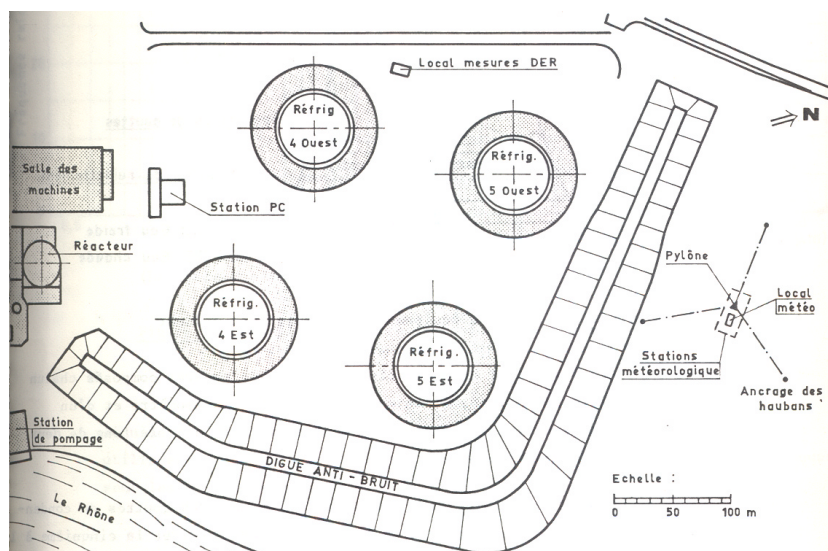 Local mesures DER
N
Réfrig
4 Ouest
Réfrig.
5 Ouest
Salle des
machines
Station PC
Réacteur
Pylône
Local
météo
Réfrig.
4 Est
Réfrig.
5 Est
Stations
météorologique
Ancrage des
haubans
Station
de pompage
DIGUE ANTI - BRUIT
Echelle :
0 50 100 m
Le Rhône